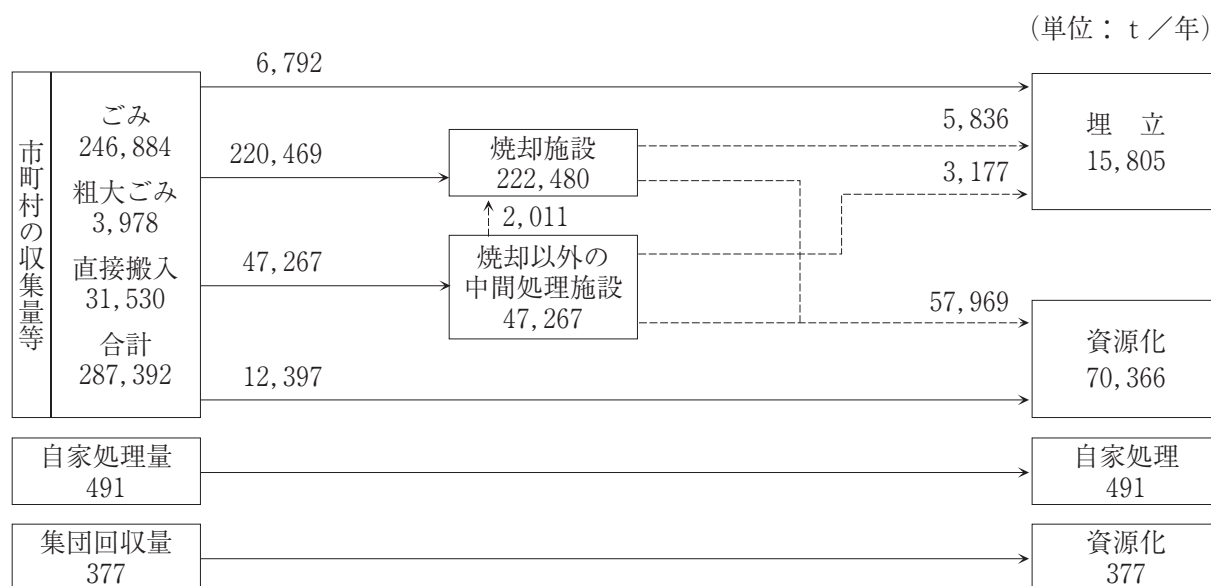 (単位：ｔ／年)
市町村の収集量等
ごみ
246,884
粗大ごみ
3,978
直接搬入
31,530
合計
287,392
6,792
220,469
47,267
12,397
焼却施設
222,480
2,011
焼却以外の
中間処理施設
47,267
5,836
3,177
57,969
埋　立
15,805
資源化
70,366
自家処理量
491
自家処理
491
集団回収量
377
資源化
377